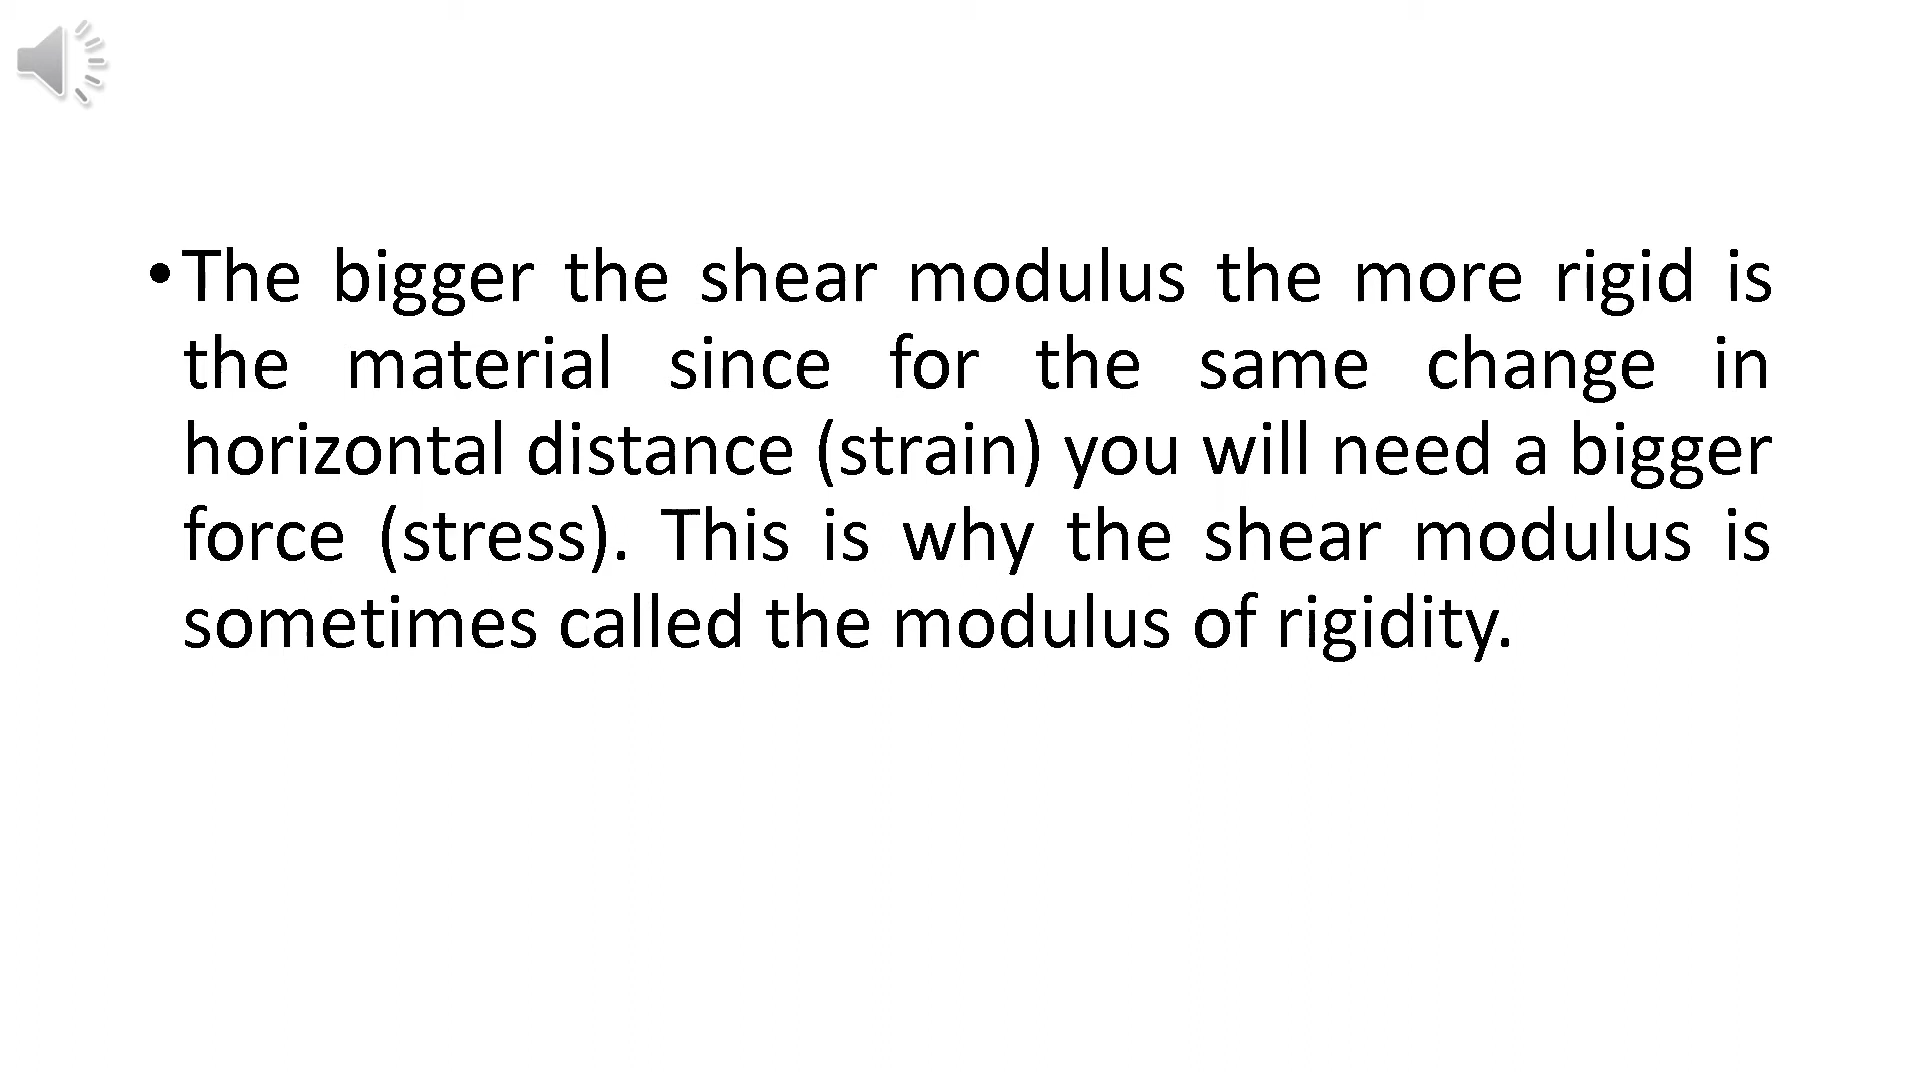 •The bigger the shear modulus the more rigid is
the material since for the same change in
horizontal distance (strain) you will need a bigger
force (stress). This is why the shear modulus is
sometimes called the modulus of rigidity.